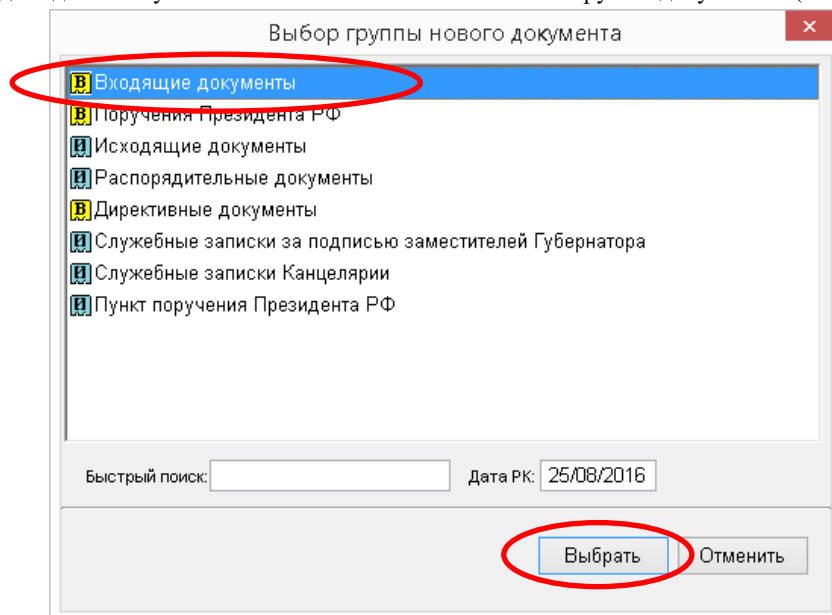 Выбор группы нового документа
Входящие документы
Поручения Президента РФ
Исходящие документы
Распорядительные документы
Директивные документы
Служебные записки за подписью заместителей Губернатора
Служебные записки Канцелярии
Пункт поручения Президента РФ
Быстрый поиск: Дата РК: 25/08/2016
Выбрать Отменить